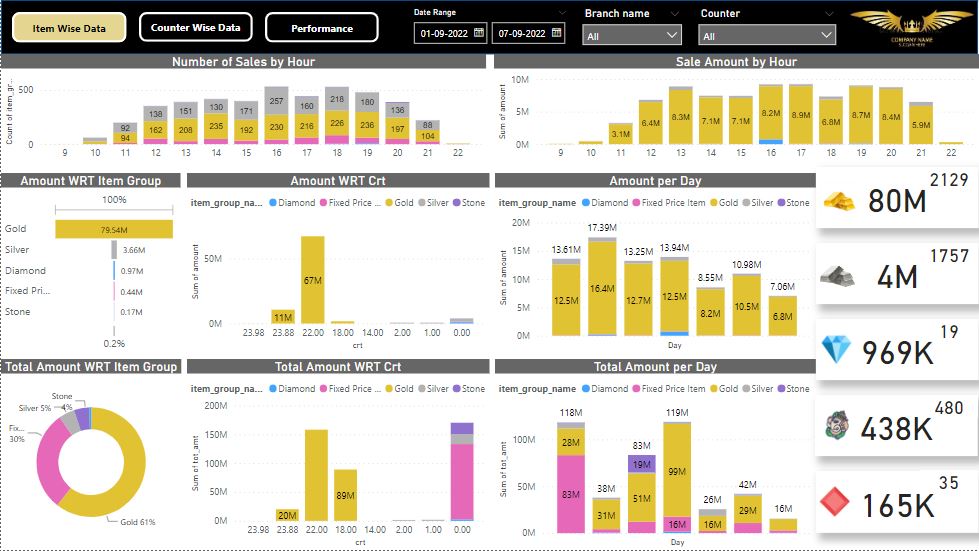 Item Wise Data
Counter Wise Data
Performance
Date Range
01-09-2022
07-09-2022
Branch name
All
Counter
All
COMPANY NAME
SLOGAN HERE
Number of Sales by Hour
Count of item_gr...
500
0
138 151 130 171 257 160 218 180 136
92 162 208 235 192 230 216 226 236 197 88
94 104
9 10 11 12 13 14 15 16 17 18 19 20 21 22
Sale Amount by Hour
Sum of amount
10M
5M
0M
3.1M 6.4M 8.3M 7.1M 7.1M 8.2M 8.9M 6.8M 8.7M 8.4M 5.9M
9 10 11 12 13 14 15 16 17 18 19 20 21 22
Amount WRT Item Group
100%
Gold 79.54M
Silver 3.66M
Diamond 0.97M
Fixed Pri... 0.44M
Stone 0.17M
0.2%
Amount WRT Crt
item_group_na... Diamond Fixed Price ... Gold Silver Stone
Sum of amount
50M
0M
11M 67M
23.98 23.88 22.00 18.00 14.00 2.00 1.00 0.00
crt
Amount per Day
item_group_name Diamond Fixed Price Item Gold Silver Stone
Sum of amount
20M
15M
10M
5M
0M
13.61M 17.39M 13.25M 13.94M 8.55M 10.98M 7.06M
12.5M 16.4M 12.7M 12.5M 8.2M 10.5M 6.8M
Day
2129
80M
1757
4M
19
969K
480
438K
35
165K
Total Amount WRT Item Group
Stone
4%
Silver 5%
Fix...
30%
Gold 61%
Total Amount WRT Crt
item_group_na... Diamond Fixed Price ... Gold Silver Stone
Sum of tot_amt
200M
150M
100M
50M
0M
20M 89M
23.98 23.88 22.00 18.00 14.00 2.00 1.00 0.00
crt
Total Amount per Day
item_group_name Diamond Fixed Price Item Gold Silver Stone
Sum of tot_amt
100M
50M
0M
118M 38M 83M 119M 26M 42M 16M
28M 83M 31M 19M 51M 99M 16M 16M 29M
Day